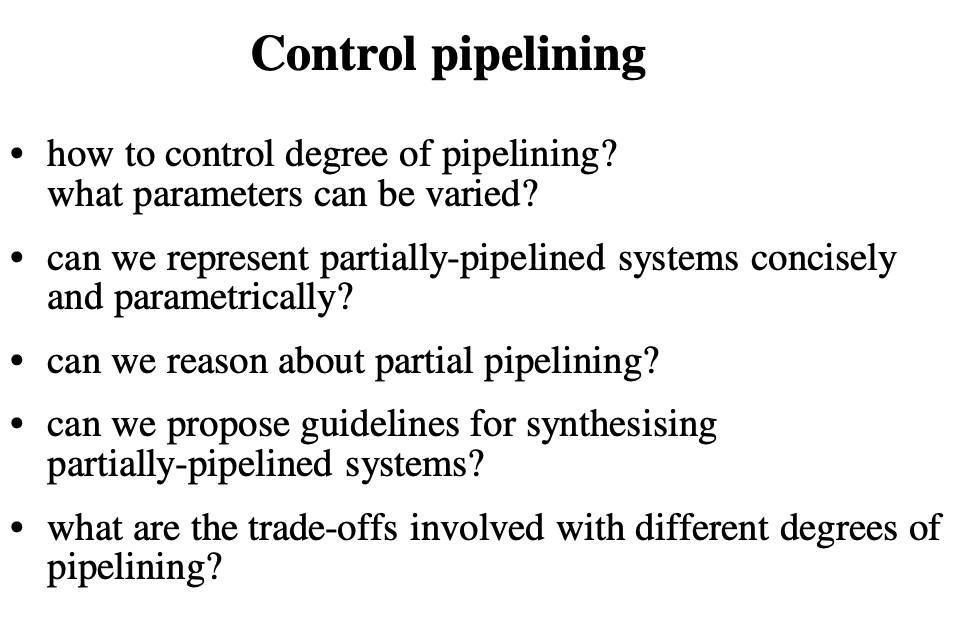 Control pipelining
• how to control degree of pipelining?
what parameters can be varied?
• can we represent partially-pipelined systems concisely
and parametrically?
• can we reason about partial pipelining?
• can we propose guidelines for synthesising
partially-pipelined systems?
• what are the trade-offs involved with different degrees of
pipelining?